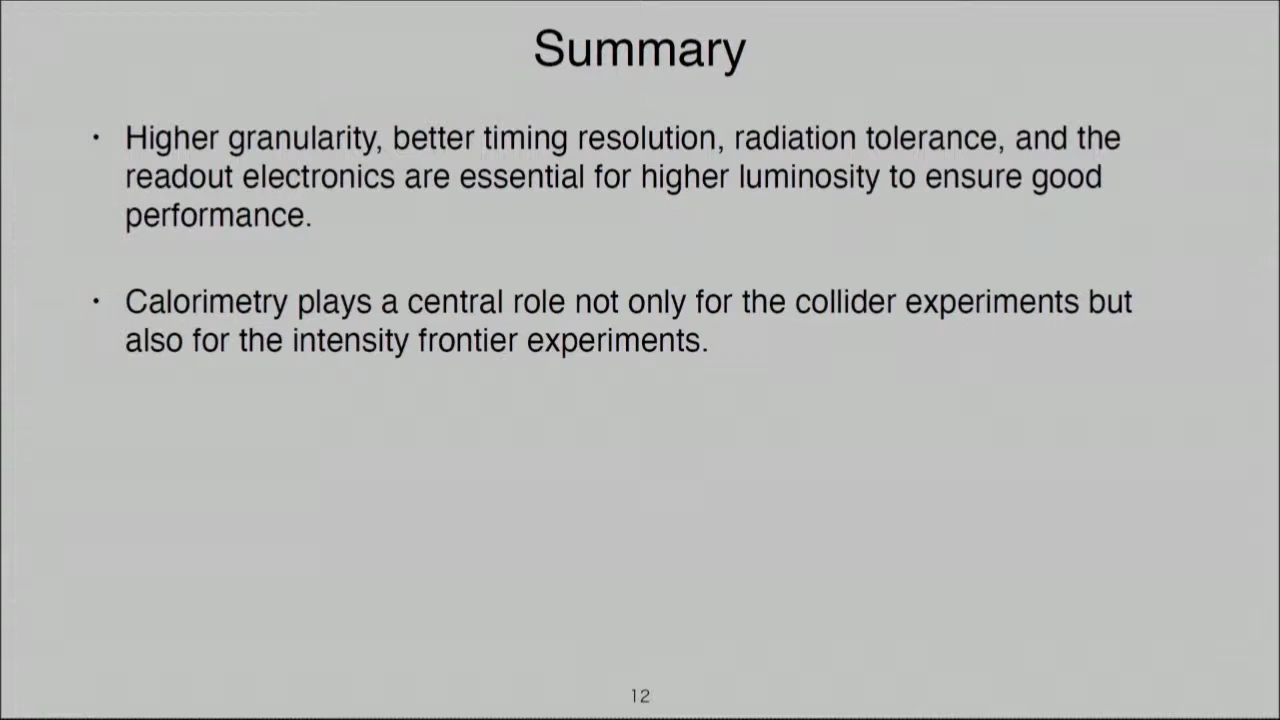 Summary
· Higher granularity, better timing resolution, radiation tolerance, and the
readout electronics are essential for higher luminosity to ensure good
performance.
· Calorimetry plays a central role not only for the collider experiments but
also for the intensity frontier experiments.
12